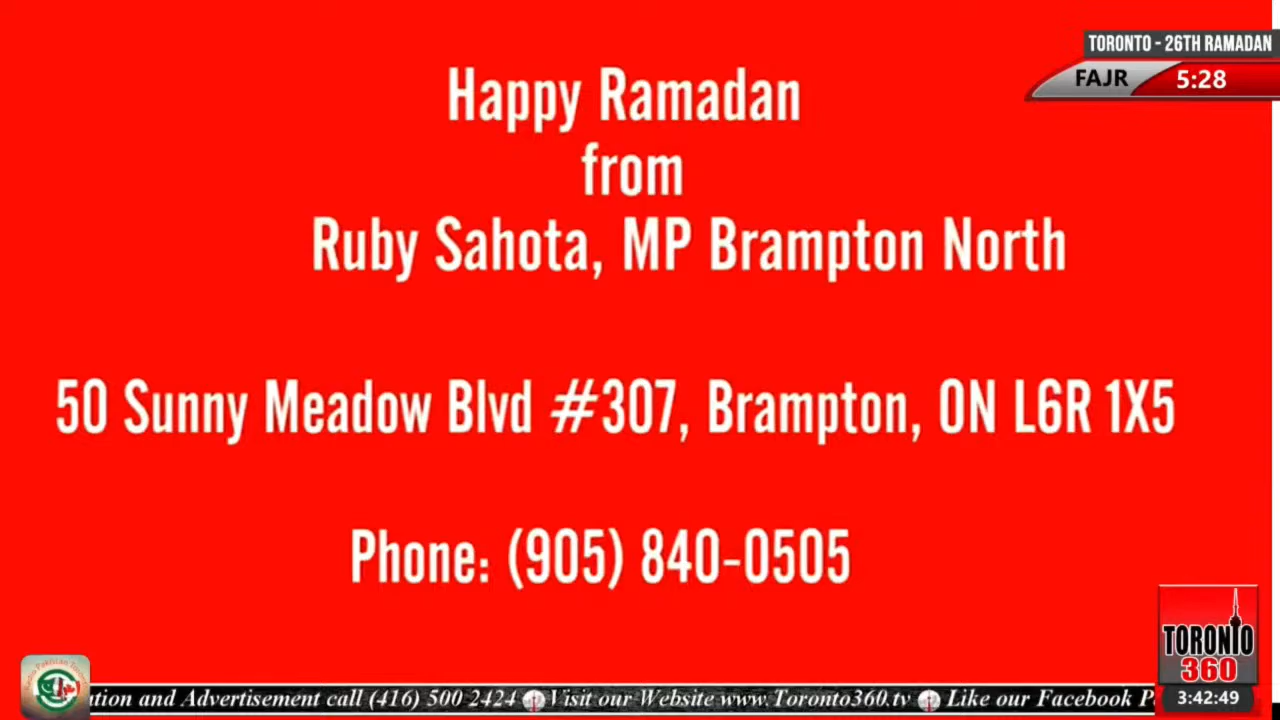 TORONTO - 26TH RAMADAN
FAJR 5:28
Happy Ramadan
from
Ruby Sahota, MP Brampton North
50 Sunny Meadow Blvd #307, Brampton, ON L6R 1X5
Phone: (905) 840-0505
TORONTO
360
3:42:49
and Advertisement call (416) 500 2424 Visit our Website www.Toronto360.tv Like our Facebook